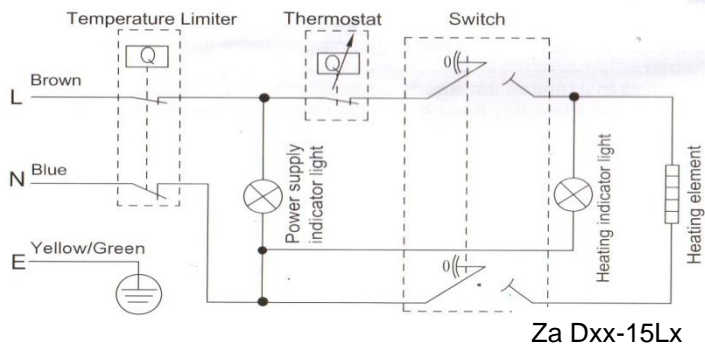 Temperature Limiter
Thermostat
Switch
Q
Q
0
L Brown
N Blue
Power supply
indicator light
Heating indicator light
Heating element
E Yellow/Green
0
Za Dxx-15Lx